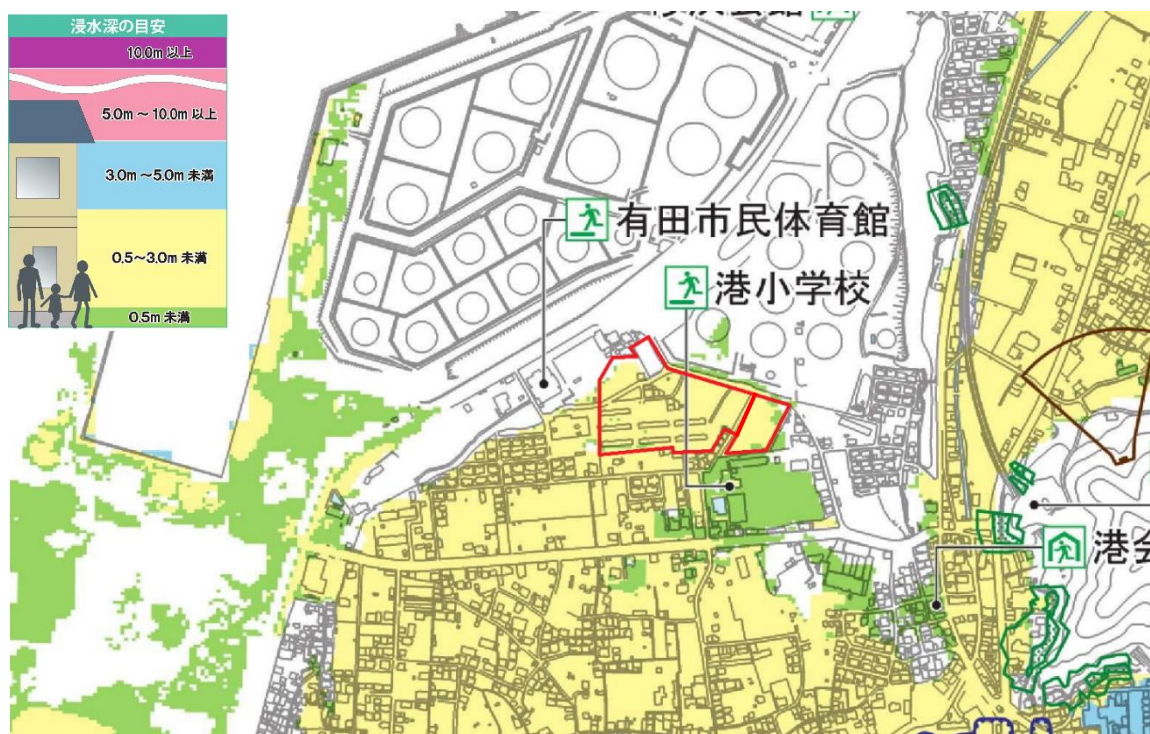 浸水深の目安
10.0m 以上
5.0m ~ 10.0m 以上
3.0m ~5.0m 未満
0.5~3.0m 未満
0.5m 未満
有田市民体育館
港小学校
港会